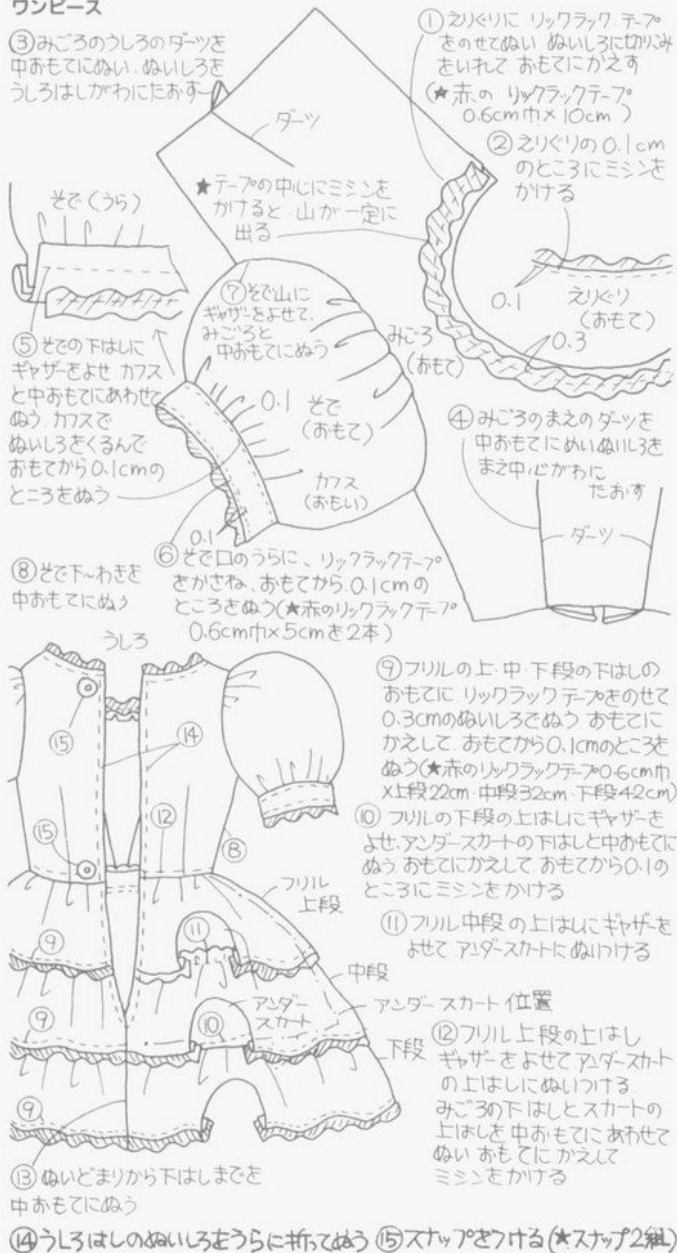 ワンピース
③みごろのうしろのダーツを
中おもてにぬい.ぬいしろを
うしろはしがわにたおす
①えりぐりに リックラック.テープ
をのせてぬい ぬいしろに切りこみ
をいれて おもてにかえす
(★赤の リックラックテープ
0.6cm巾×10cm )
②えりぐりの0.1cm
のところにミシンを
かける
ダーツ
★テープの中心にミシンを
かけると.山が一定に
出る
そで(うら)
0.1
えりぐり
(おもて)
0.3
⑦そで山に
ギャザーをよせて、
みごろと
中おもてにぬう
みごろ
(おもて)
⑤そでの下はしに
ギャザーをよせ カフス
と中おもてにあわせて
ぬう カフスで
ぬいしろをくるんで
おもてから0.1cmの
ところをぬう
0.1
そで
(おもて)
カフス
(おもい)
0.1
④みごろのまえのダーツを
中おもてにめいぬいしろを
まえ中心がわに
たおす
ダーツ
⑥そで口のうらに、リックラックテープ
をかさね、おもてから.0.1cmの
ところをぬう(★赤のリックラックテープ
0.6cm巾×5cmを2本)
⑧そで下~わきを
中おもてにぬう
うしろ
⑮
⑭
⑮
⑫
⑧
⑨フリルの上·中·下段の下はしの
おもてに リックラックテープをのせて
0.3cmのぬいしろでぬう おもてに
かえして.おもてから0.1cmのところを
ぬう(★赤のリックラックテープ0.6cm巾
×上段22cm·中段32cm·下段42cm)
⑩フリルの下段の上はしにギャザーを
よせ、アンダースカートの下はしと中おもてに
ぬう.おもてにかえして.おもてから0.1の
ところにミシンをかける
フリル
上段
⑪フリル中段の上はしにギャザーを
よせて アンダースカートにぬいつける
⑨
⑪
中段
アンダー
スカート
アンダースカート位置
⑨
⑩
下段
⑫フリル上段の上はし
ギャザーをよせてアンダースカート
の上はしにぬいつける
みごろの下はしとスカートの
上はしを中おもてにあわせて
ぬい おもてにかえして
ミシンをかける
⑨
⑬ぬいどまりから下はしまでを
中おもてにぬう
⑭うしろはしのぬいしろをうらに折ってぬう ⑮スナップをつける(★スナップ2組)